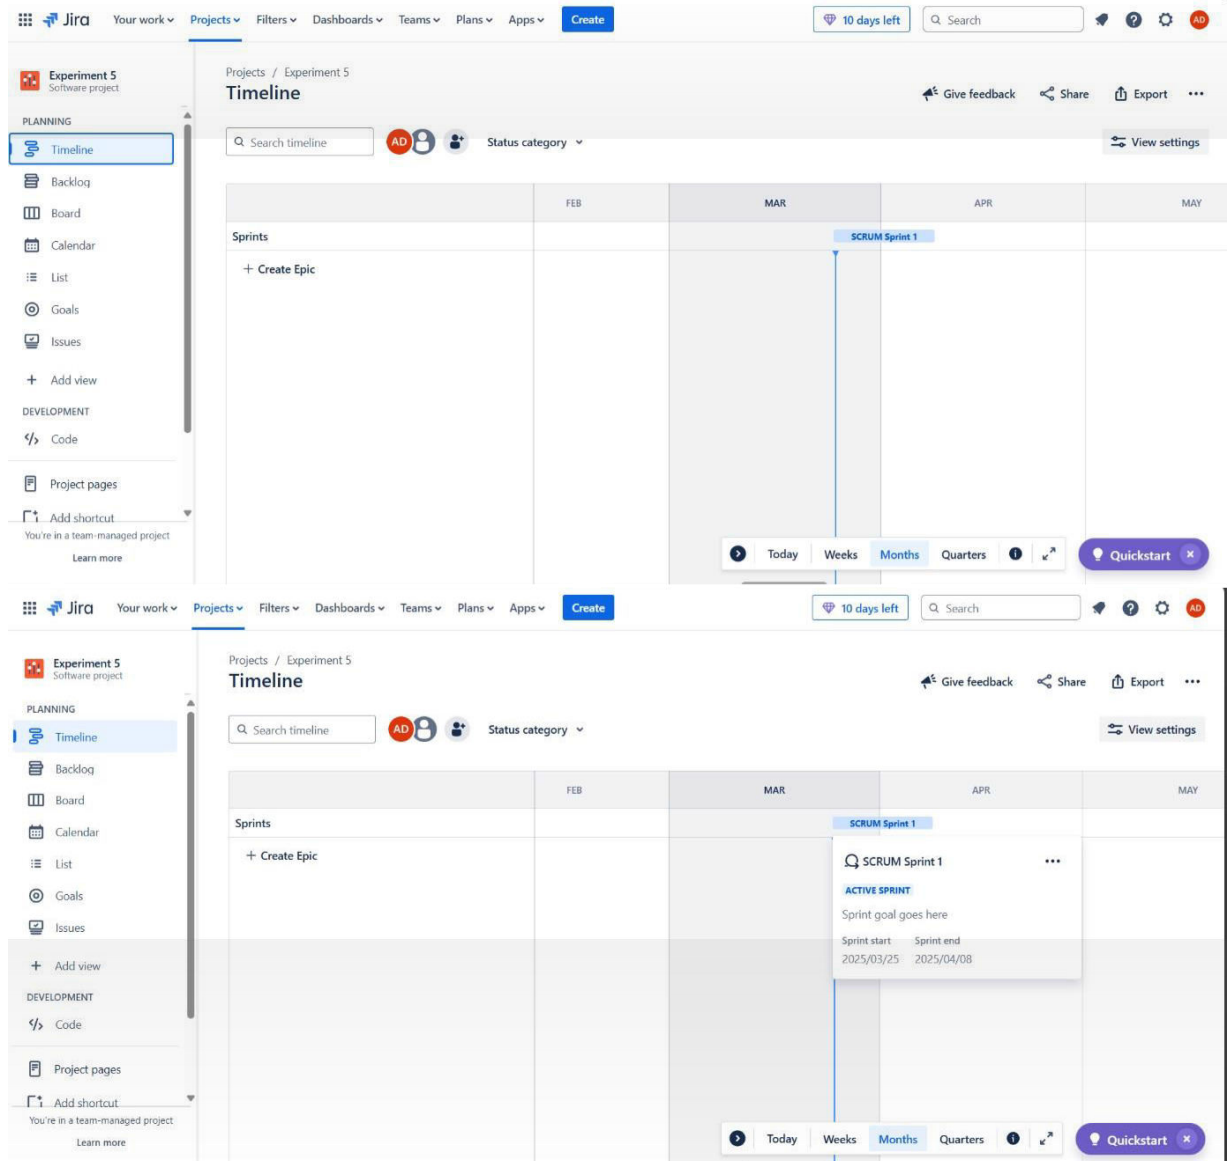 Jira Your work Projects Filters Dashboards Teams Plans Apps Create 10 days left Search AD
Experiment 5
Software project
Projects / Experiment 5
Timeline
Give feedback Share Export
PLANNING
Search timeline AD Status category View settings
Timeline
Backlog
Board
Calendar
List
Goals
Issues
Add view
DEVELOPMENT
Code
Project pages
Add shortcut
You're in a team-managed project
Learn more
FEB MAR APR MAY
Sprints SCRUM Sprint 1
+ Create Epic
Today Weeks Months Quarters
Quickstart
Jira Your work Projects Filters Dashboards Teams Plans Apps Create 10 days left Search AD
Experiment 5
Software project
Projects / Experiment 5
Timeline
Give feedback Share Export
PLANNING
Search timeline AD Status category View settings
Timeline
Backlog
Board
Calendar
List
Goals
Issues
Add view
DEVELOPMENT
Code
Project pages
Add shortcut
You're in a team-managed project
Learn more
FEB MAR APR MAY
Sprints SCRUM Sprint 1
+ Create Epic
SCRUM Sprint 1
ACTIVE SPRINT
Sprint goal goes here
Sprint start Sprint end
2025/03/25 2025/04/08
Today Weeks Months Quarters
Quickstart